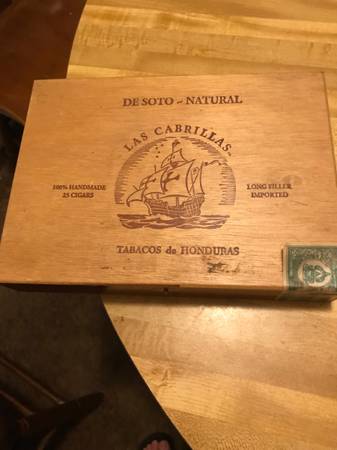 DE SOTO ~ NATURAL
LAS CABRILLAS
100% HANDMADE
25 CIGARS
LONG FILLER
IMPORTED
TABACOS de HONDURAS